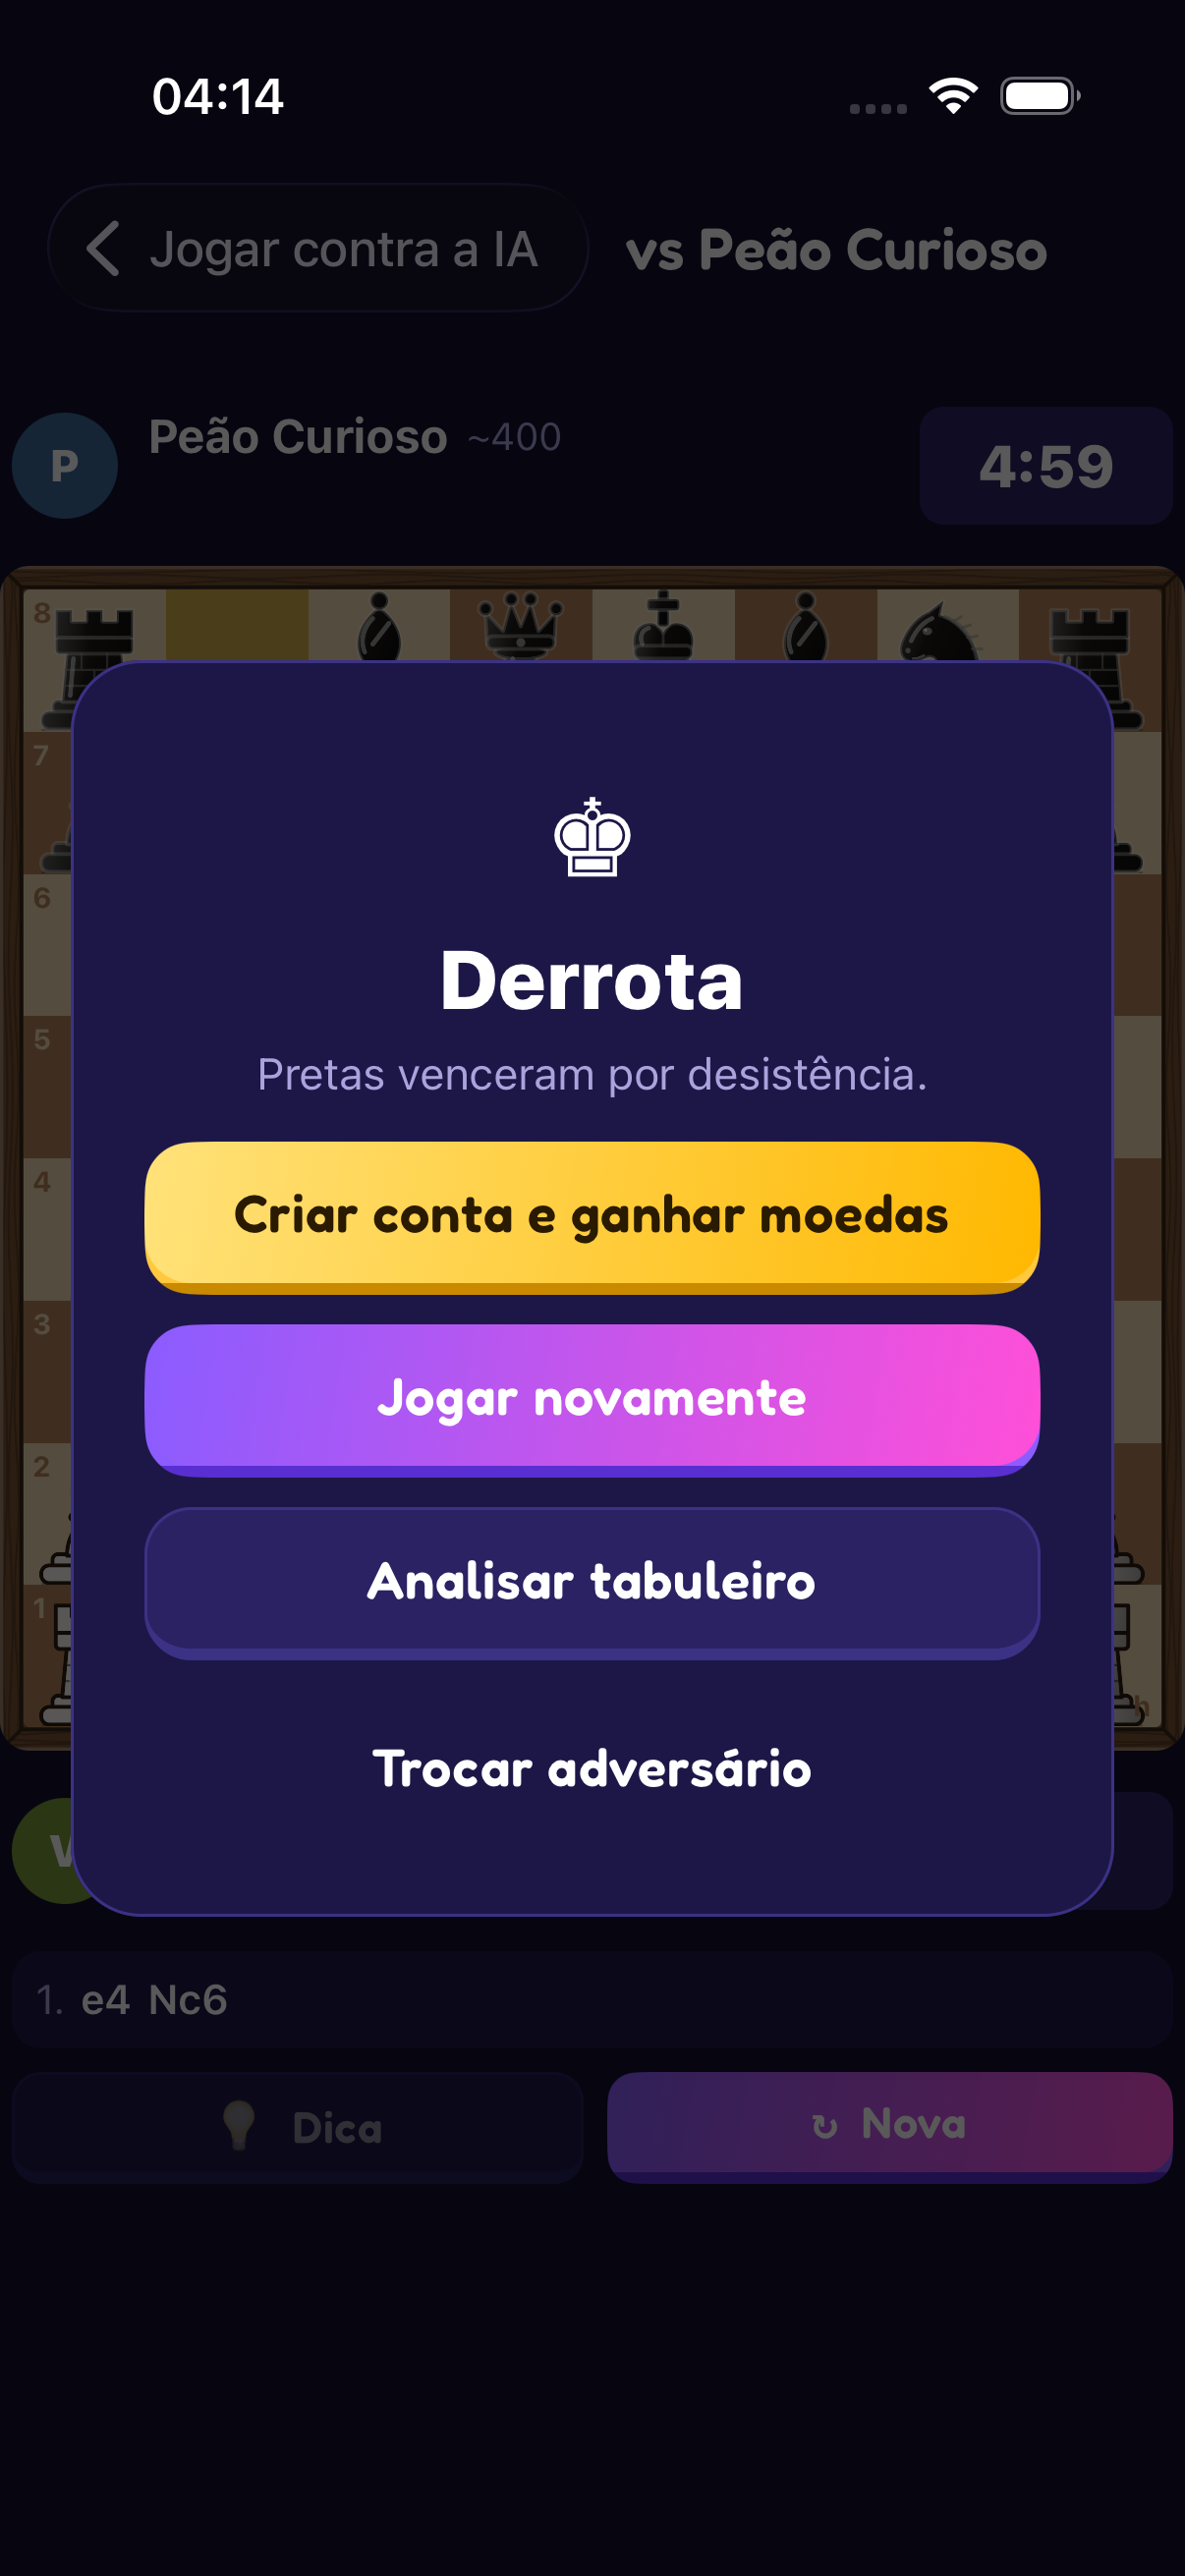 04:14
Jogar contra a IA
vs Peão Curioso
P
Peão Curioso ~400
4:59
8
7
6
5
4
3
2
1
h
Derrota
Pretas venceram por desistência.
Criar conta e ganhar moedas
Jogar novamente
Analisar tabuleiro
Trocar adversário
1. e4 Nc6
Dica
Nova